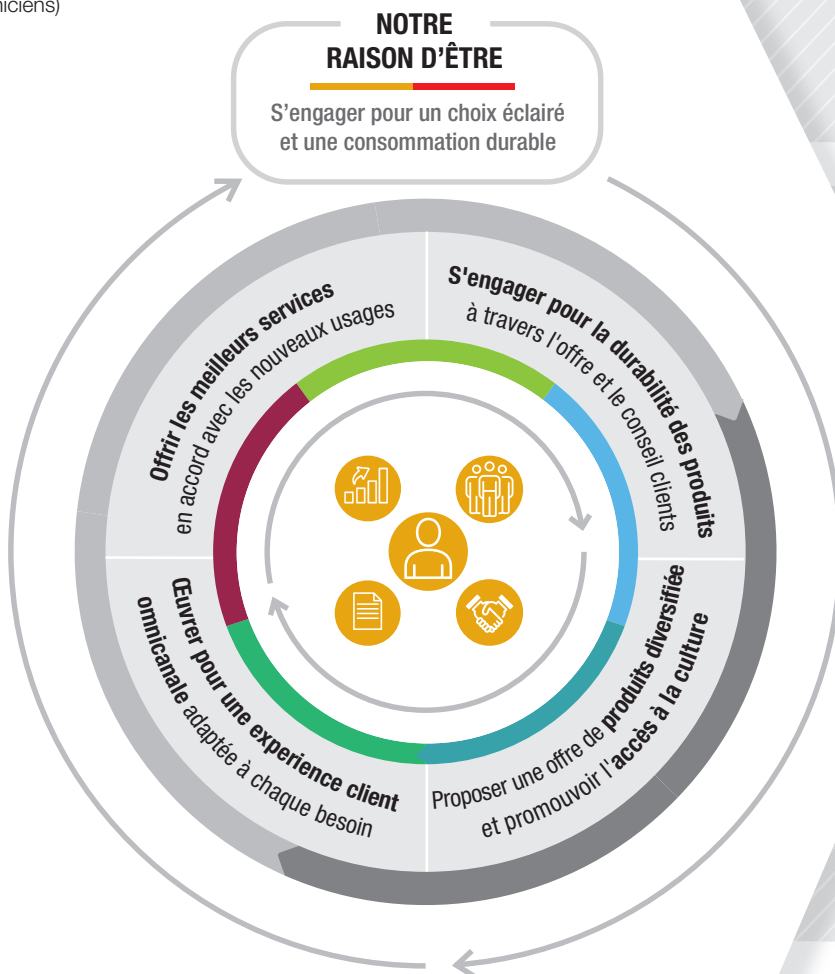 niciens)
NOTRE
RAISON D'ÊTRE
S'engager pour un choix éclairé
et une consommation durable
Offrir les meilleurs services
en accord avec les nouveaux usages
S'engager pour la durabilité des produits
à travers l'offre et le conseil clients
Œuvrer pour une experience client
omnicanale adaptée à chaque besoin
Proposer une offre de produits diversifiée
et promouvoir l'accès à la culture